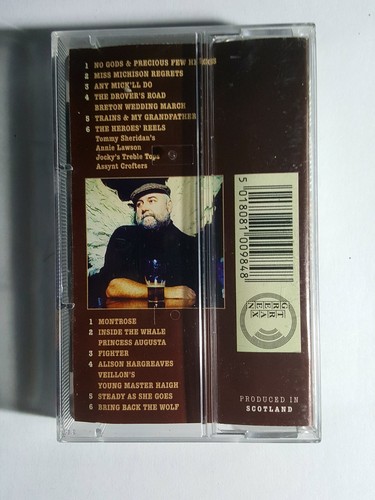 1 NO GODS & PRECIOUS FEW HEROES
2 MISS MICHISON REGRETS
3 ANY MICK'LL DO
4 THE DROVER'S ROAD
BRETON WEDDING MARCH
5 TRAINS & MY GRANDFATHER
6 THE HEROES' REELS
Tommy Sheridan's
Annie Lawson
Jocky's Treble Tops
Assynt Crofters
1 MONTROSE
2 INSIDE THE WHALE
PRINCESS AUGUSTA
3 FIGHTER
4 ALISON HARGREAVES
VEILLON'S
YOUNG MASTER HAIGH
5 STEADY AS SHE GOES
6 BRING BACK THE WOLF
5 018081 009848
GREENTRAX
PRODUCED IN
SCOTLAND